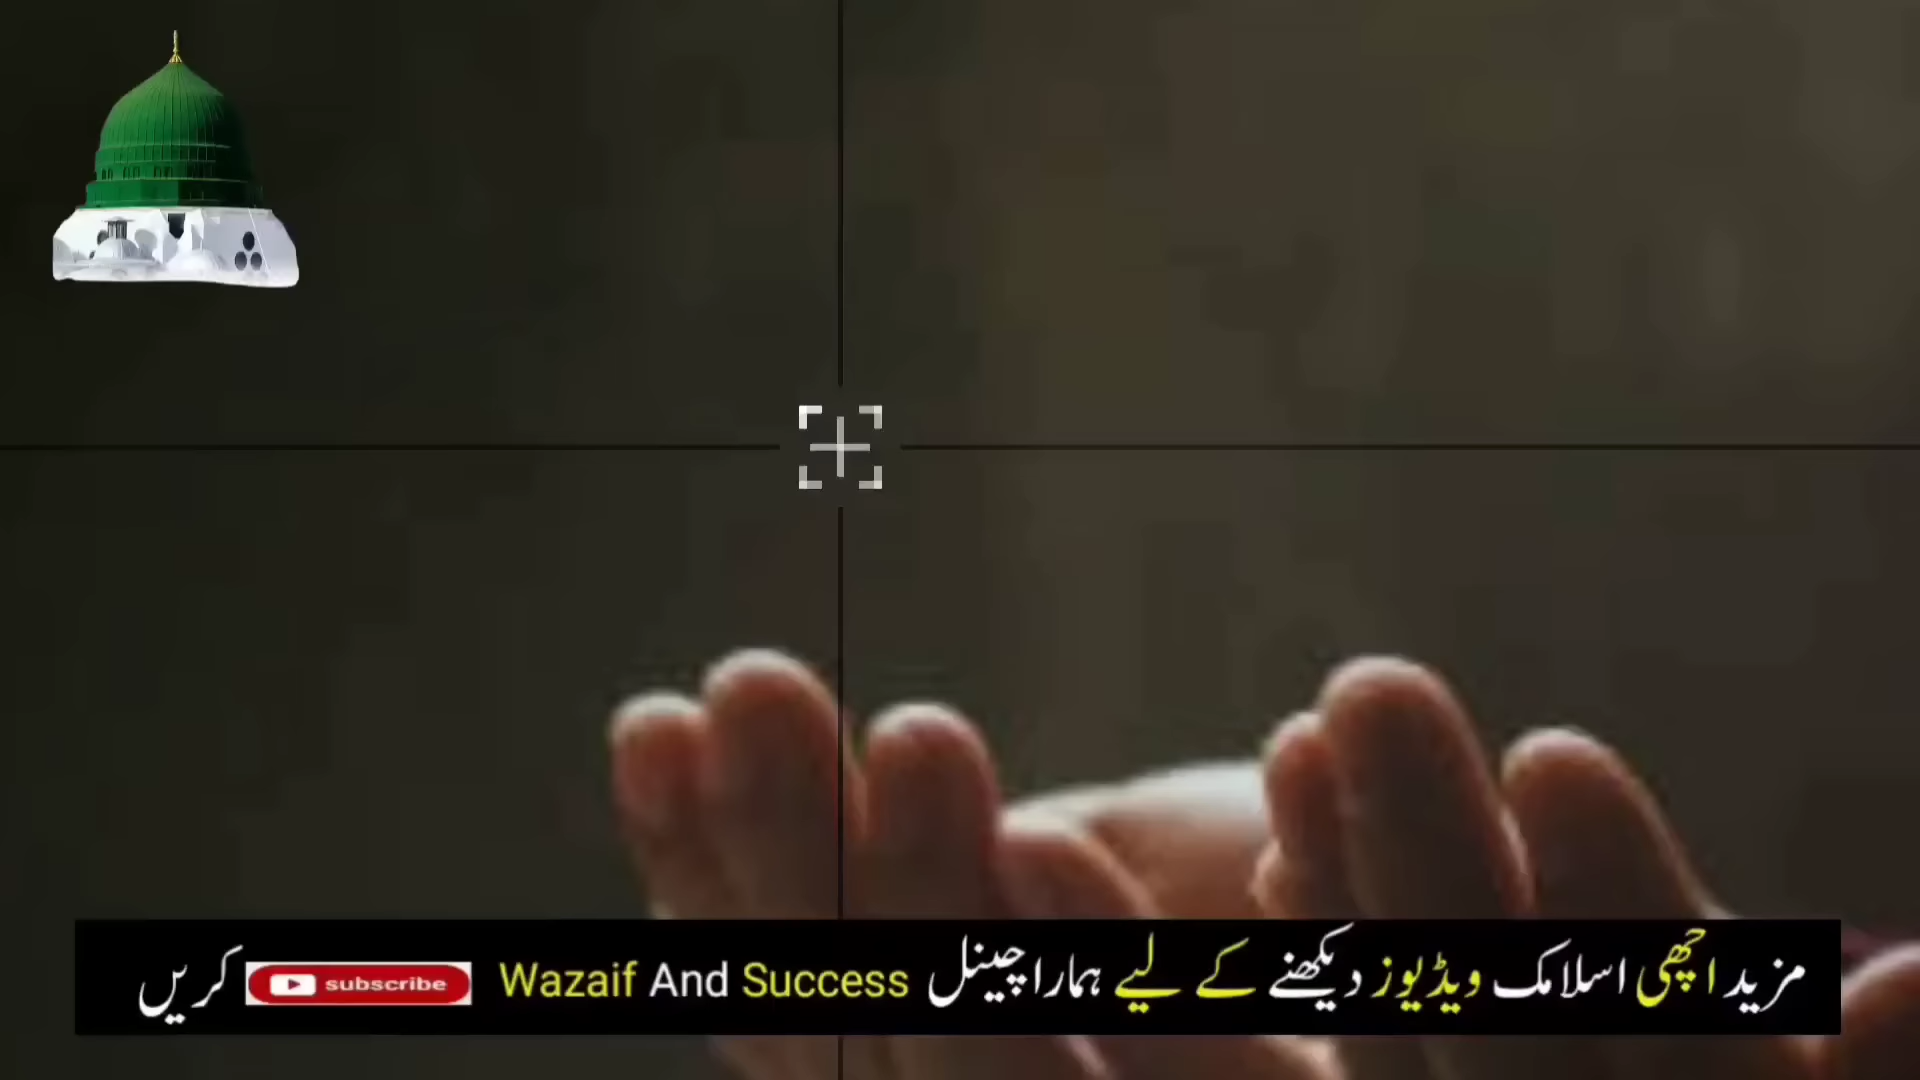 مزید اچھی اسلامک ویڈیوز دیکھنے کے لیے ہمارا چینل Wazaif And Success subscribe کریں